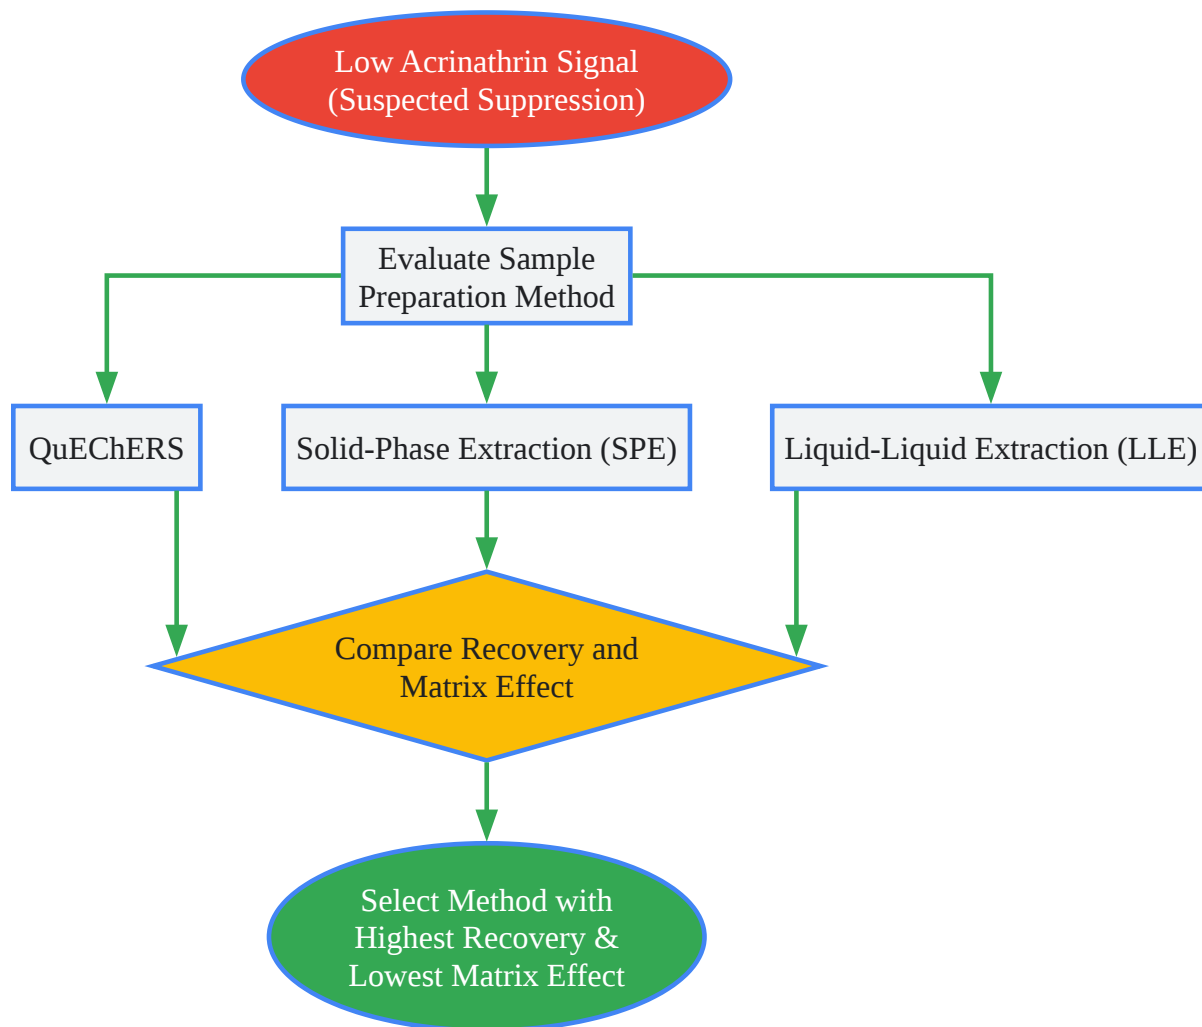 Low Acrinathrin Signal
(Suspected Suppression)
Evaluate Sample
Preparation Method
QuEChERS
Solid-Phase Extraction (SPE)
Liquid-Liquid Extraction (LLE)
Compare Recovery and
Matrix Effect
Select Method with
Highest Recovery &
Lowest Matrix Effect